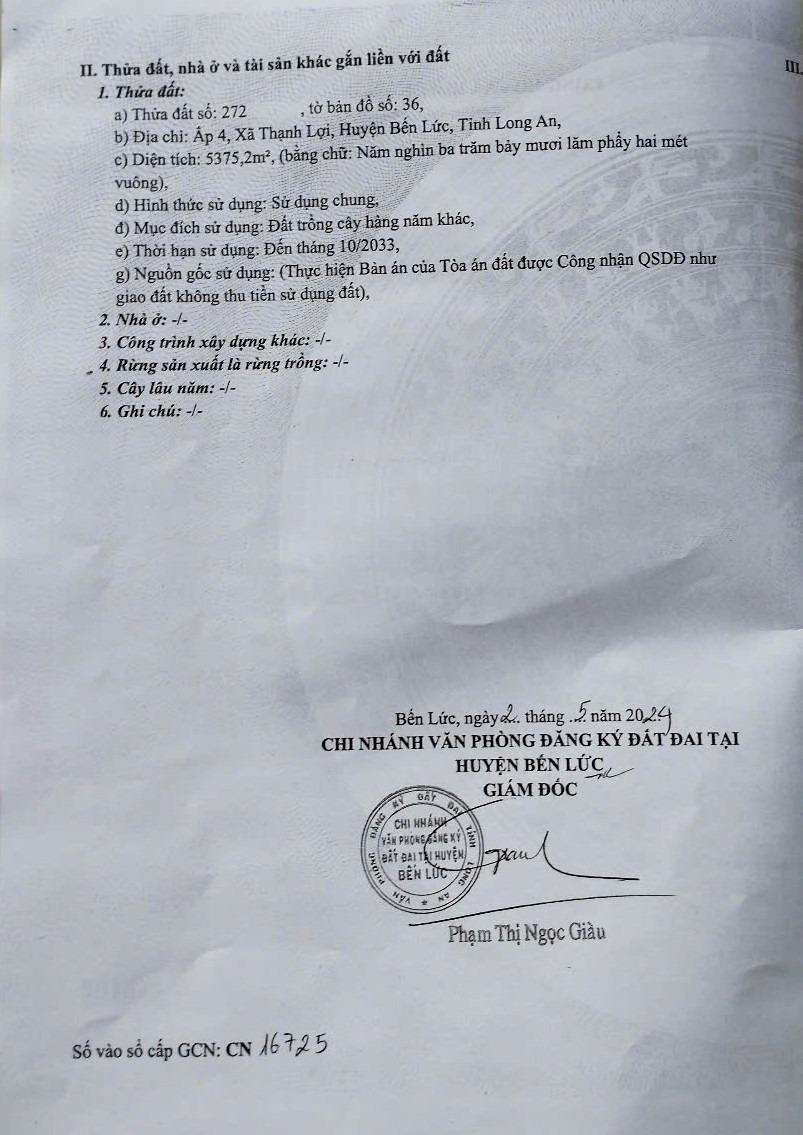 II. Thửa đất, nhà ở và tài sản khác gắn liền với đất
III.
1. Thửa đất:
a) Thửa đất số: 272 , tờ bản đồ số: 36,
b) Địa chỉ: Ấp 4, Xã Thạnh Lợi, Huyện Bến Lức, Tỉnh Long An,
c) Diện tích: 5375,2m², (bằng chữ: Năm nghìn ba trăm bảy mươi lăm phẩy hai mét
vuông),
d) Hình thức sử dụng: Sử dụng chung,
đ) Mục đích sử dụng: Đất trồng cây hàng năm khác,
e) Thời hạn sử dụng: Đến tháng 10/2033,
g) Nguồn gốc sử dụng: (Thực hiện Bản án của Tòa án đất được Công nhận QSDĐ như
giao đất không thu tiền sử dụng đất),
2. Nhà ở: -/-
3. Công trình xây dựng khác: -/-
4. Rừng sản xuất là rừng trồng: -/-
5. Cây lâu năm: -/-
6. Ghi chú: -/-
Bến Lức, ngày 2. tháng .5. năm 2024
CHI NHÁNH VĂN PHÒNG ĐĂNG KÝ ĐẤT ĐAI TẠI
HUYỆN BẾN LỨC
GIÁM ĐỐC
VĂN PHÒNG ĐĂNG KÝ ĐẤT ĐAI TỈNH LONG AN
CHI NHÁNH
VĂN PHÒNG ĐĂNG KÝ
ĐẤT ĐAI TẠI HUYỆN
BẾN LỨC
Phạm Thị Ngọc Giàu
Số vào sổ cấp GCN: CN 16725